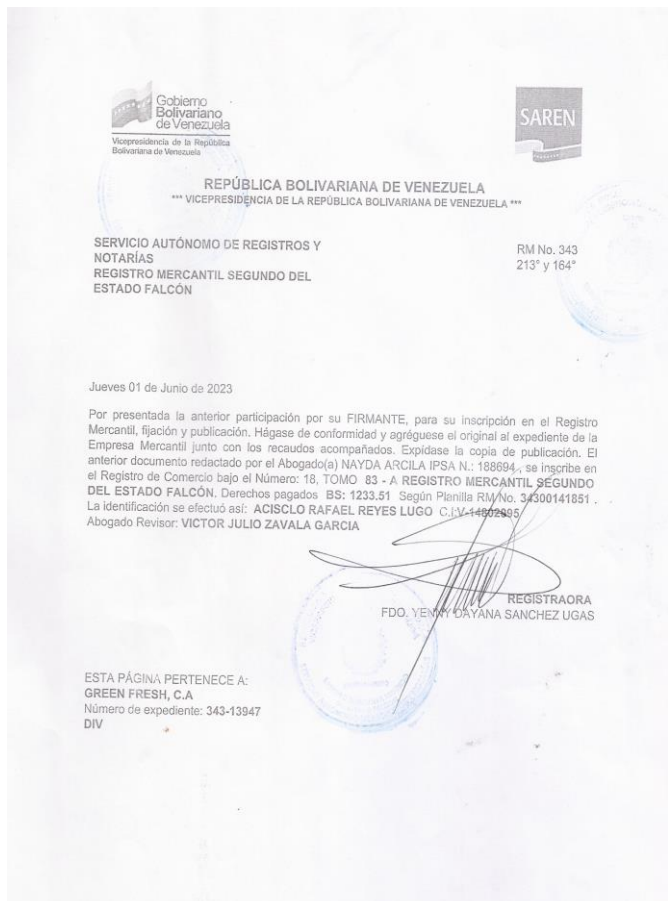 Gobierno
Bolivariano
de Venezuela
Vicepresidencia de la República
Bolivariana de Venezuela
SAREN
REPÚBLICA BOLIVARIANA DE VENEZUELA
*** VICEPRESIDENCIA DE LA REPÚBLICA BOLIVARIANA DE VENEZUELA ***
SERVICIO AUTÓNOMO DE REGISTROS Y
NOTARÍAS
REGISTRO MERCANTIL SEGUNDO DEL
ESTADO FALCÓN
RM No. 343
213° y 164°
Jueves 01 de Junio de 2023
Por presentada la anterior participación por su FIRMANTE, para su inscripción en el Registro
Mercantil, fijación y publicación. Hágase de conformidad y agréguese el original al expediente de la
Empresa Mercantil junto con los recaudos acompañados. Expídase la copia de publicación. El
anterior documento redactado por el Abogado(a) NAYDA ARCILA IPSA N.: 188694, se inscribe en
el Registro de Comercio bajo el Número: 18, TOMO 83 - A REGISTRO MERCANTIL SEGUNDO
DEL ESTADO FALCÓN. Derechos pagados BS: 1233.51 Según Planilla RM No. 34300141851 .
La identificación se efectuó así: ACISCLO RAFAEL REYES LUGO C.I:
Abogado Revisor: VICTOR JULIO ZAVALA GARCIA
REGISTRAORA
FDO. YENNY DAYANA SANCHEZ UGAS
ESTA PÁGINA PERTENECE A:
GREEN FRESH, C.A
Número de expediente: 343-13947
DIV